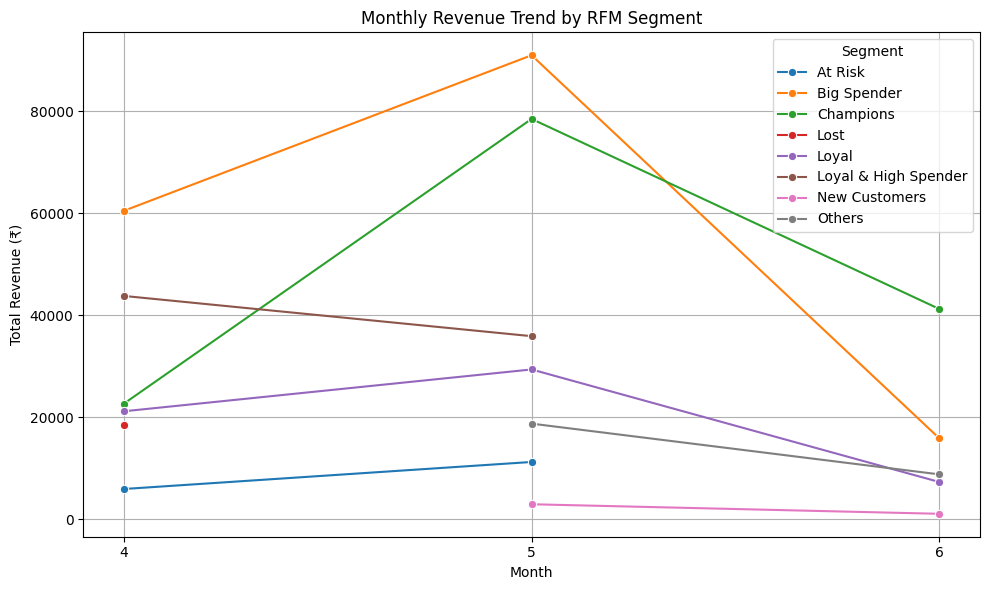 Monthly Revenue Trend by RFM Segment
Segment
At Risk
Big Spender
Champions
Lost
Loyal
Loyal & High Spender
New Customers
Others
Total Revenue (₹)
80000
60000
40000
20000
0
4
5
6
Month